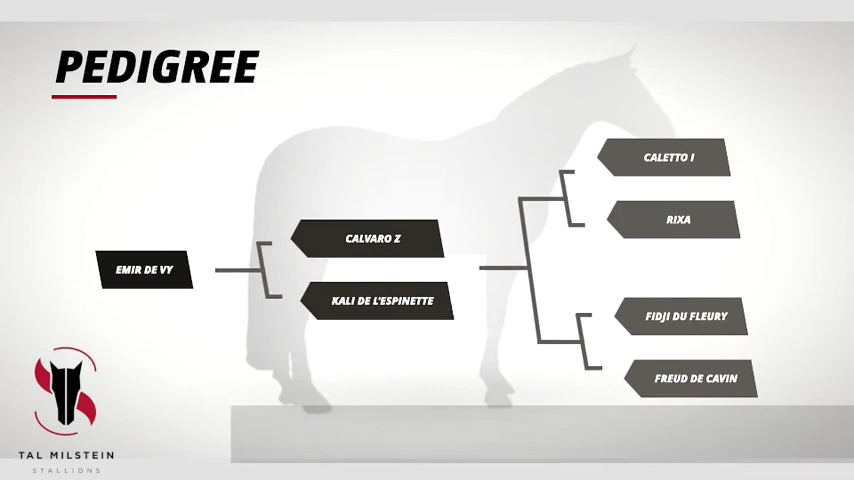 PEDIGREE
CALETTO I
RIXA
CALVARO Z
EMIR DE VY
KALI DE L'ESPINETTE
FIDJI DU FLEURY
FREUD DE CAVIN
TAL MILSTEIN
STALLIONS